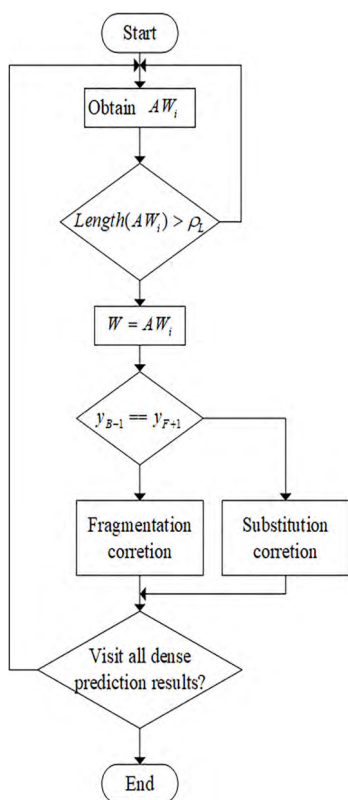 Start
Obtain AW_i
Length(AW_i) > ρ_L
W = AW_i
y_{B-1} == y_{F+1}
Fragmentation
corretion
Substitution
corretion
Visit all dense
prediction results?
End